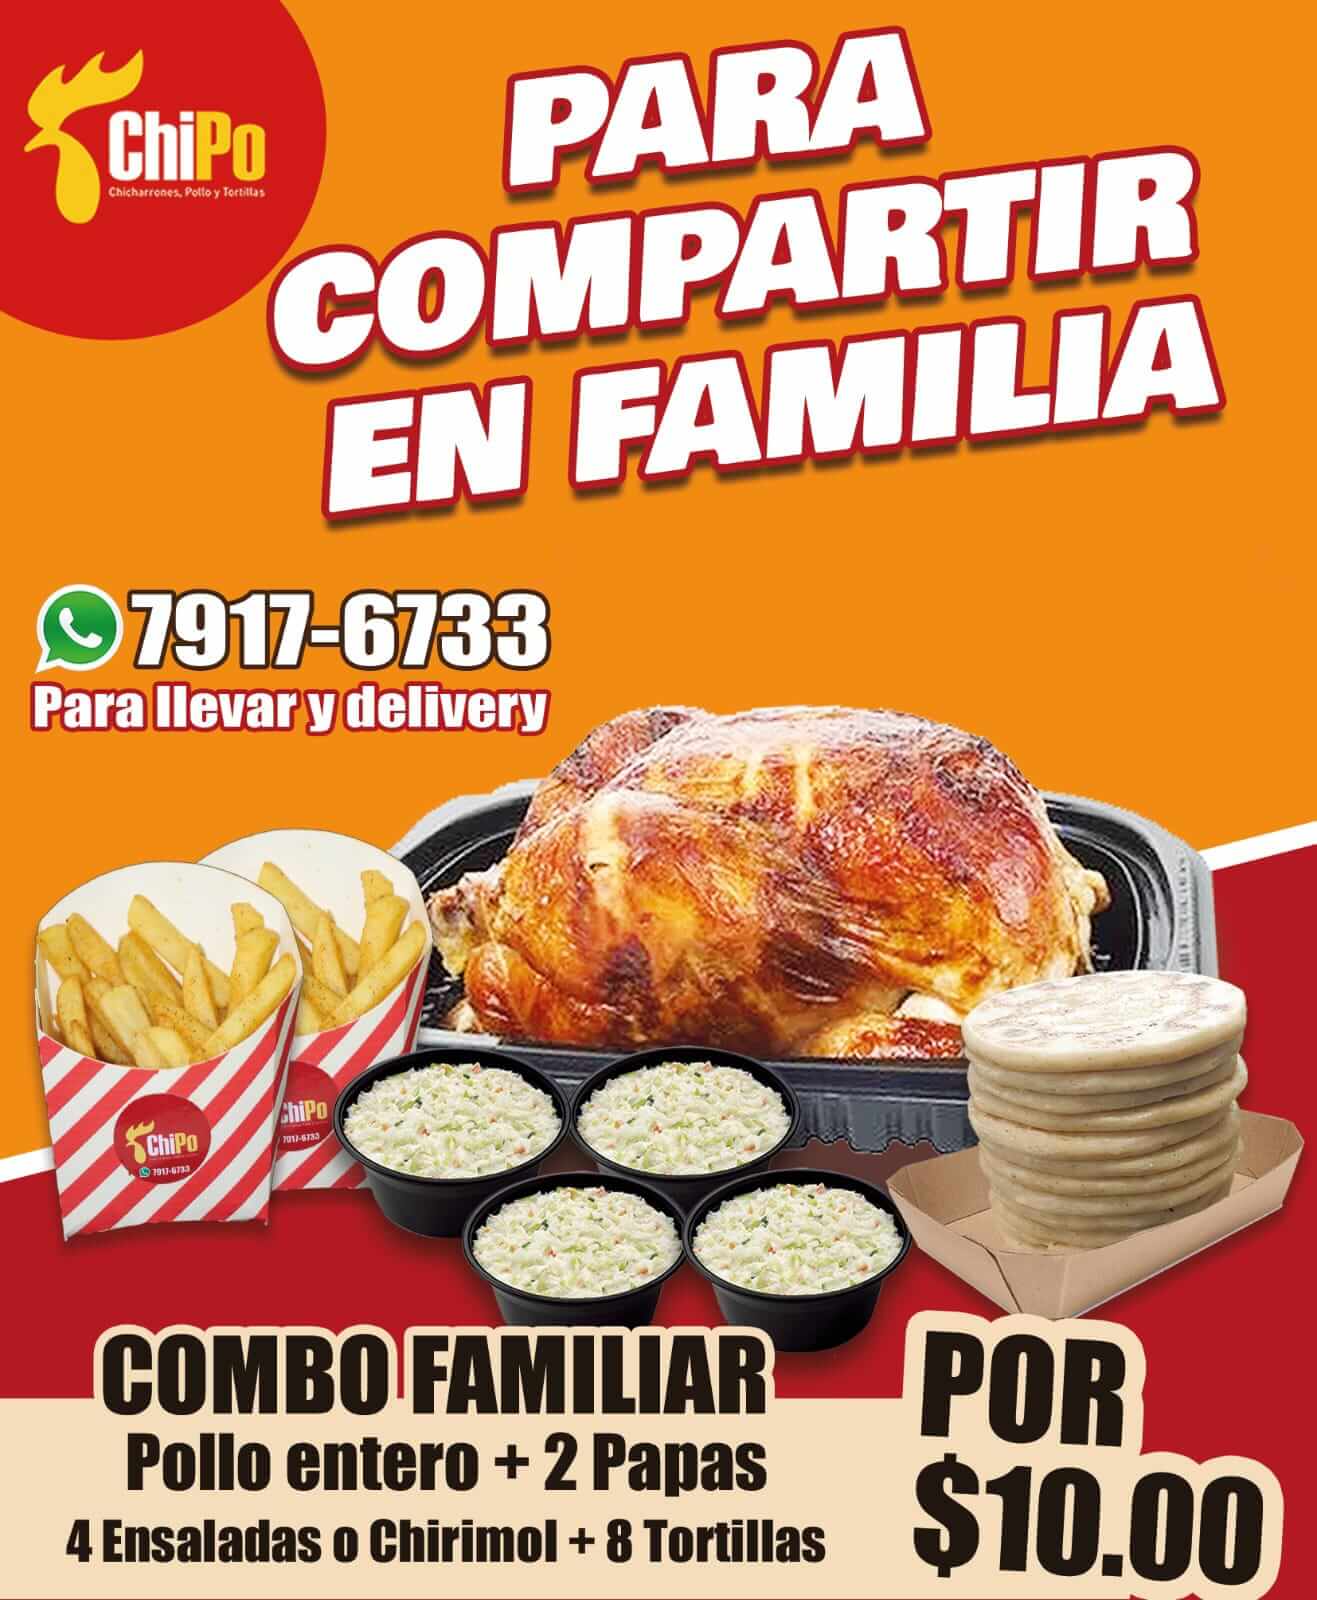 ChiPo
Chicharrones, Pollo y Tortillas
PARA
COMPARTIR
EN FAMILIA
7917-6733
Para llevar y delivery
ChiPo
7917-6733
ChiPo
7917-6733
COMBO FAMILIAR
Pollo entero + 2 Papas
4 Ensaladas o Chirimol + 8 Tortillas
POR
$10.00